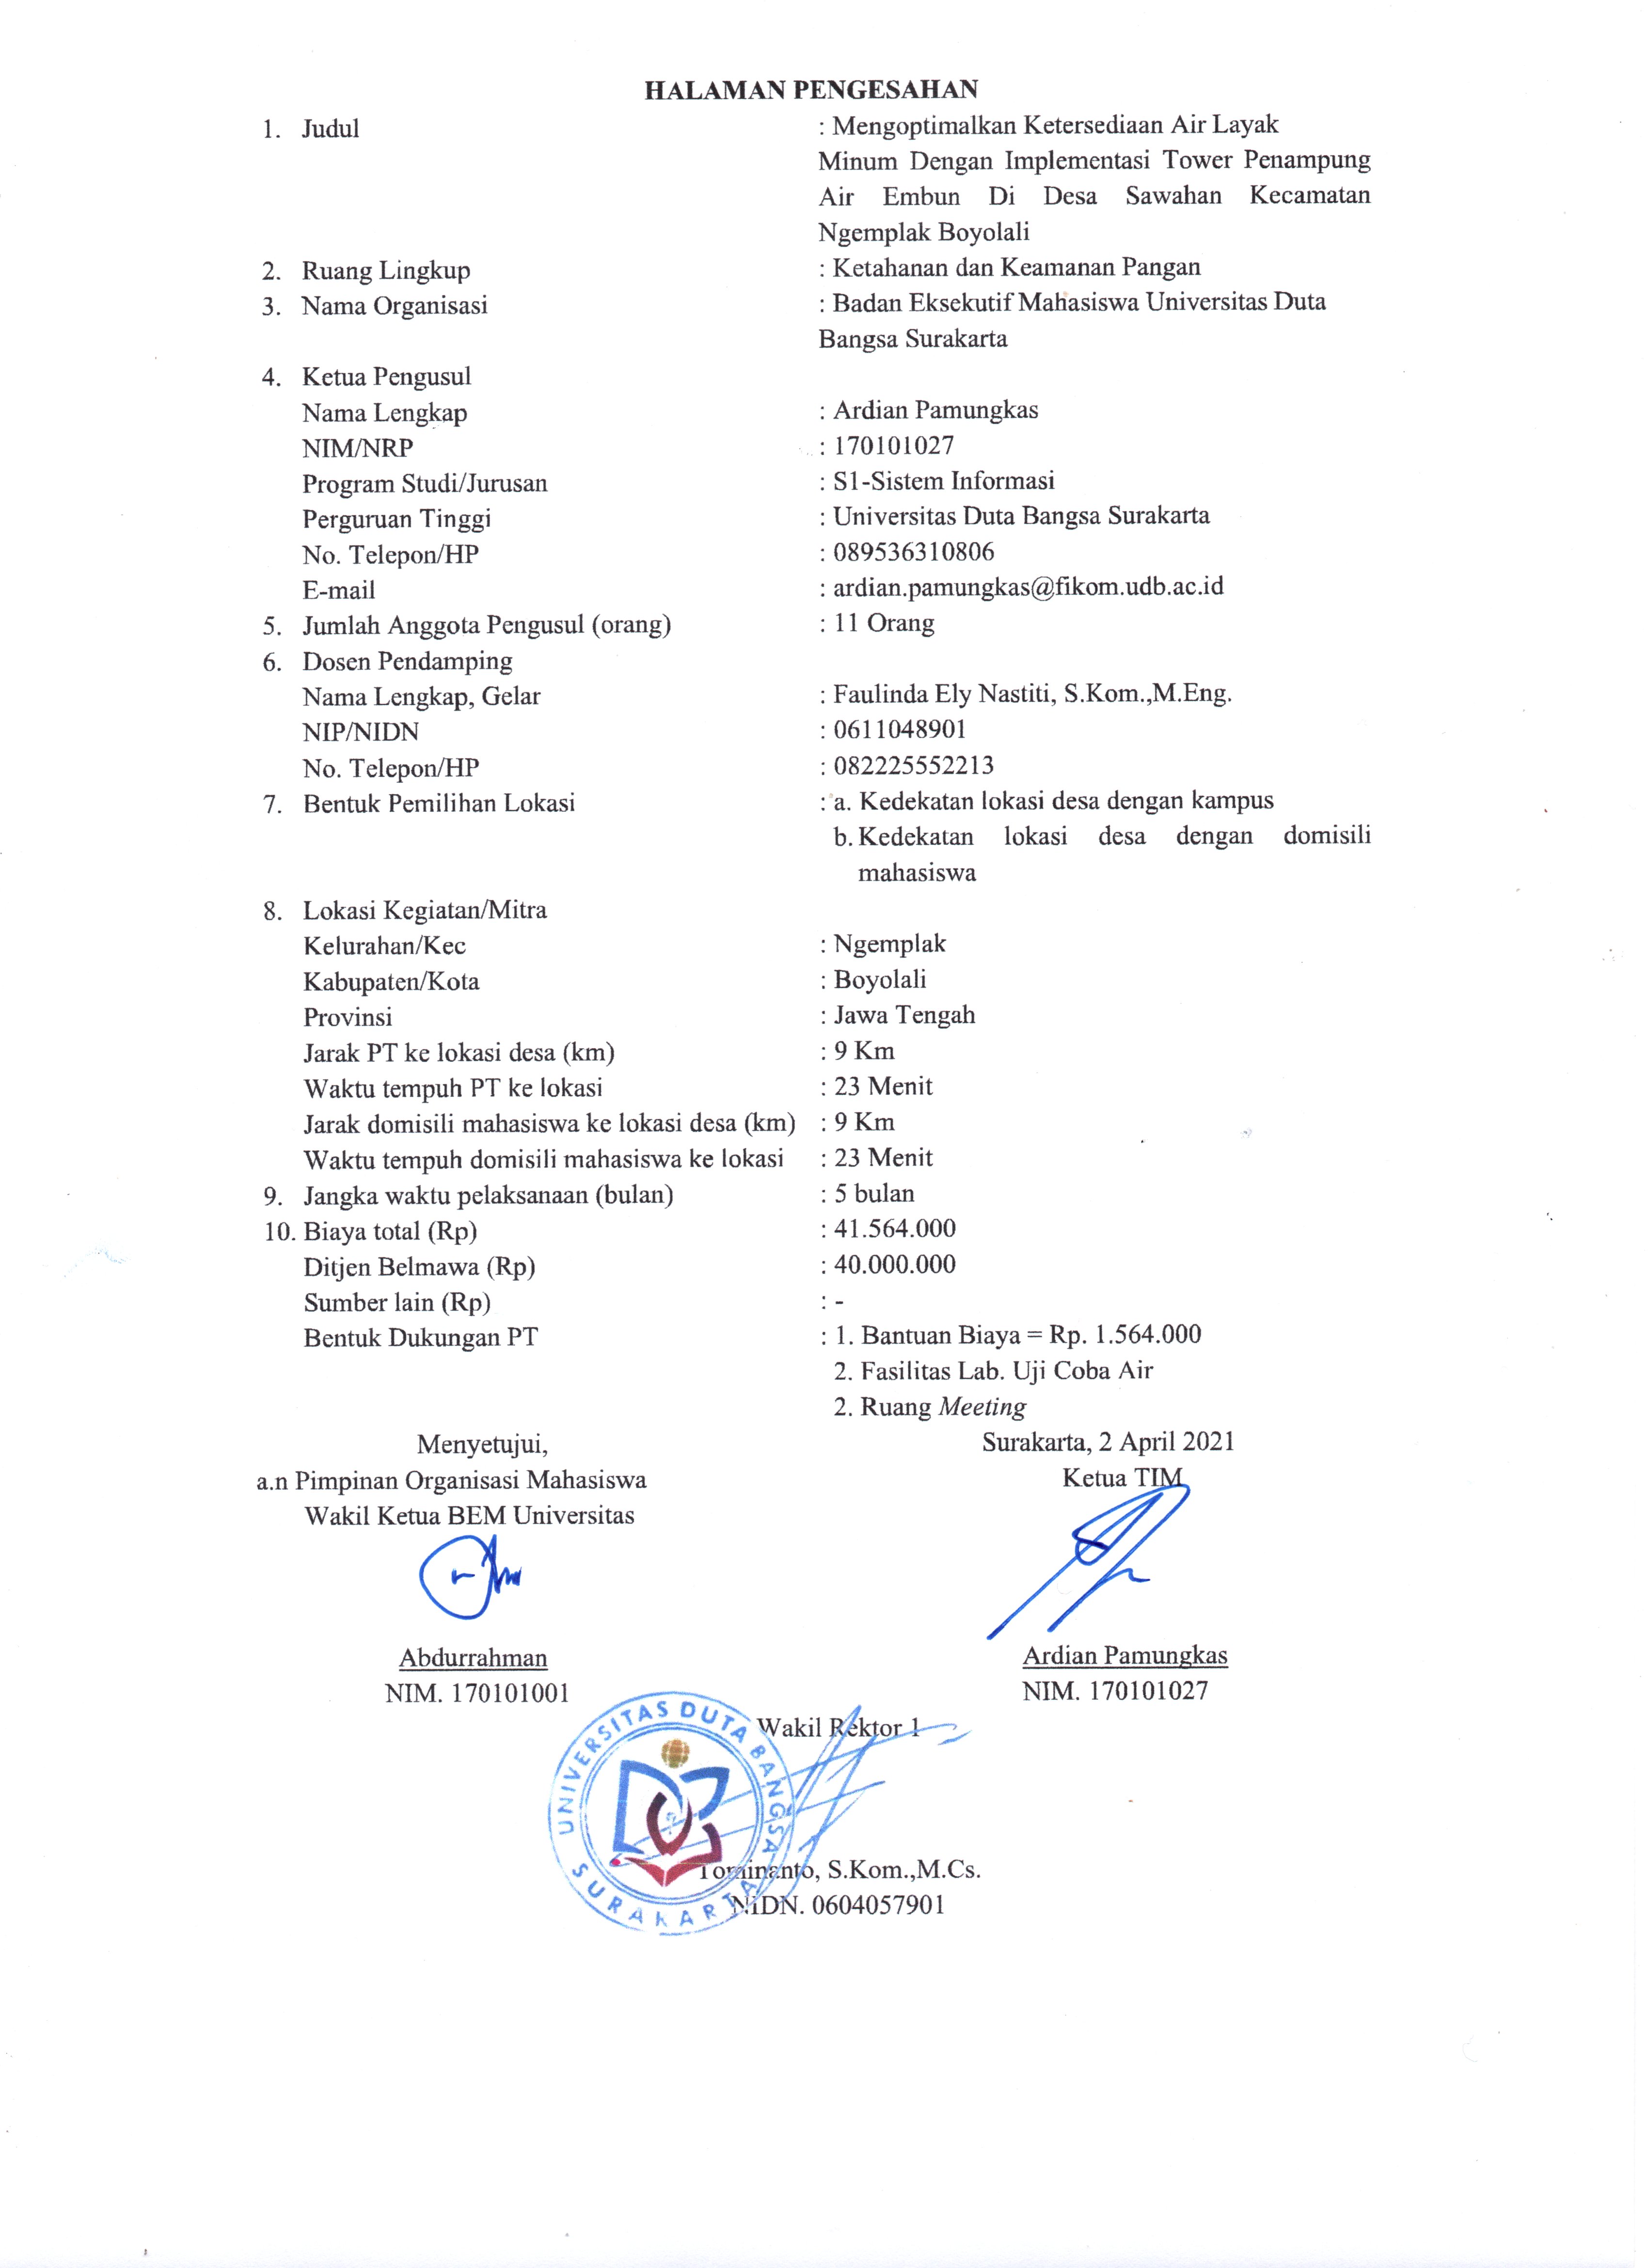 HALAMAN PENGESAHAN
1. Judul : Mengoptimalkan Ketersediaan Air Layak
Minum Dengan Implementasi Tower Penampung
Air Embun Di Desa Sawahan Kecamatan
Ngemplak Boyolali
2. Ruang Lingkup : Ketahanan dan Keamanan Pangan
3. Nama Organisasi : Badan Eksekutif Mahasiswa Universitas Duta
Bangsa Surakarta
4. Ketua Pengusul
Nama Lengkap : Ardian Pamungkas
NIM/NRP : 170101027
Program Studi/Jurusan : S1-Sistem Informasi
Perguruan Tinggi : Universitas Duta Bangsa Surakarta
No. Telepon/HP : 089536310806
E-mail : ardian.pamungkas@fikom.udb.ac.id
5. Jumlah Anggota Pengusul (orang) : 11 Orang
6. Dosen Pendamping
Nama Lengkap, Gelar : Faulinda Ely Nastiti, S.Kom.,M.Eng.
NIP/NIDN : 0611048901
No. Telepon/HP : 082225552213
7. Bentuk Pemilihan Lokasi : a. Kedekatan lokasi desa dengan kampus
b. Kedekatan lokasi desa dengan domisili
mahasiswa
8. Lokasi Kegiatan/Mitra
Kelurahan/Kec : Ngemplak
Kabupaten/Kota : Boyolali
Provinsi : Jawa Tengah
Jarak PT ke lokasi desa (km) : 9 Km
Waktu tempuh PT ke lokasi : 23 Menit
Jarak domisili mahasiswa ke lokasi desa (km) : 9 Km
Waktu tempuh domisili mahasiswa ke lokasi : 23 Menit
9. Jangka waktu pelaksanaan (bulan) : 5 bulan
10. Biaya total (Rp) : 41.564.000
Ditjen Belmawa (Rp) : 40.000.000
Sumber lain (Rp) : -
Bentuk Dukungan PT : 1. Bantuan Biaya = Rp. 1.564.000
2. Fasilitas Lab. Uji Coba Air
2. Ruang Meeting
Menyetujui, Surakarta, 2 April 2021
a.n Pimpinan Organisasi Mahasiswa Ketua TIM
Wakil Ketua BEM Universitas
Abdurrahman Ardian Pamungkas
NIM. 170101001 NIM. 170101027
Wakil Rektor 1
UNIVERSITAS DUTA BANGSA
SURAKARTA
Tominanto, S.Kom.,M.Cs.
NIDN. 0604057901